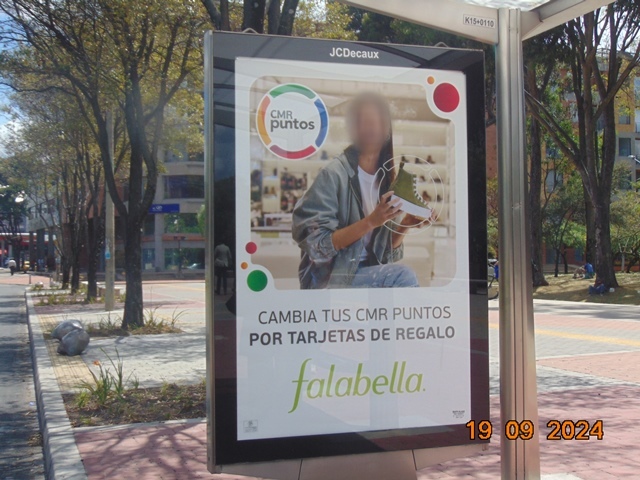 K15+0110
JCDecaux
CMR
puntos
CAMBIA TUS CMR PUNTOS
POR TARJETAS DE REGALO
falabella.
19 09 2024